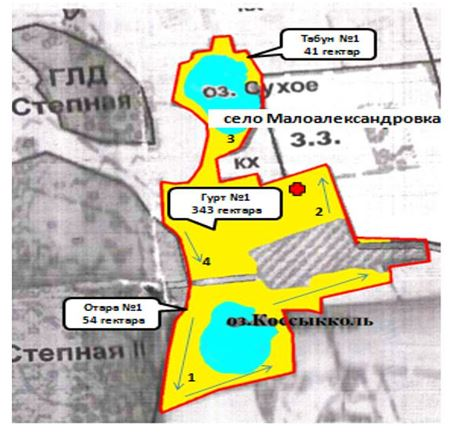 Табун №1
41 гектар
ГЛД
Степная
оз. Сухое
село Малоалександровка
3
З.З.
КХ
Гурт №1
343 гектара
2
4
Отара №1
54 гектара
оз.Коссыкколь
Степная II
1